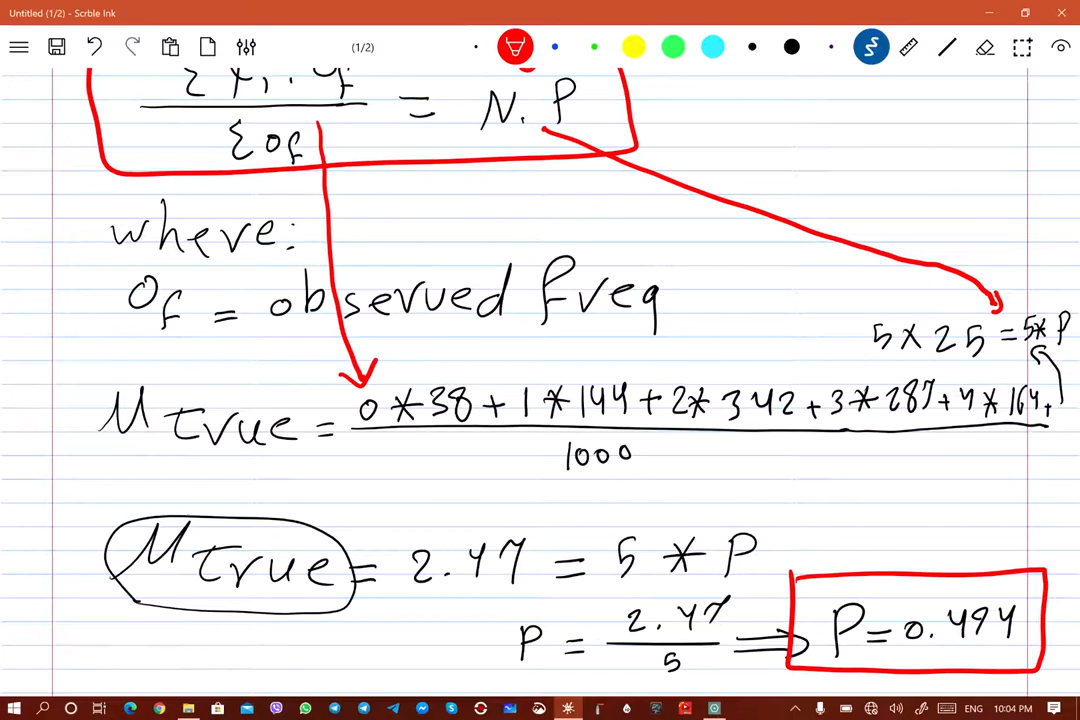 Untitled (1/2) - Scrble Ink
(1/2)
Σ of = N. P
where:
Of = observed freq
5 × 25 = 5* P
M true = 0 * 38 + 1 * 144 + 2* 342 + 3 * 287 + 4 * 164 +
1000
M true = 2.47 = 5 * P
P = 2.47 / 5 ⇒ P = 0.494
ENG 10:04 PM